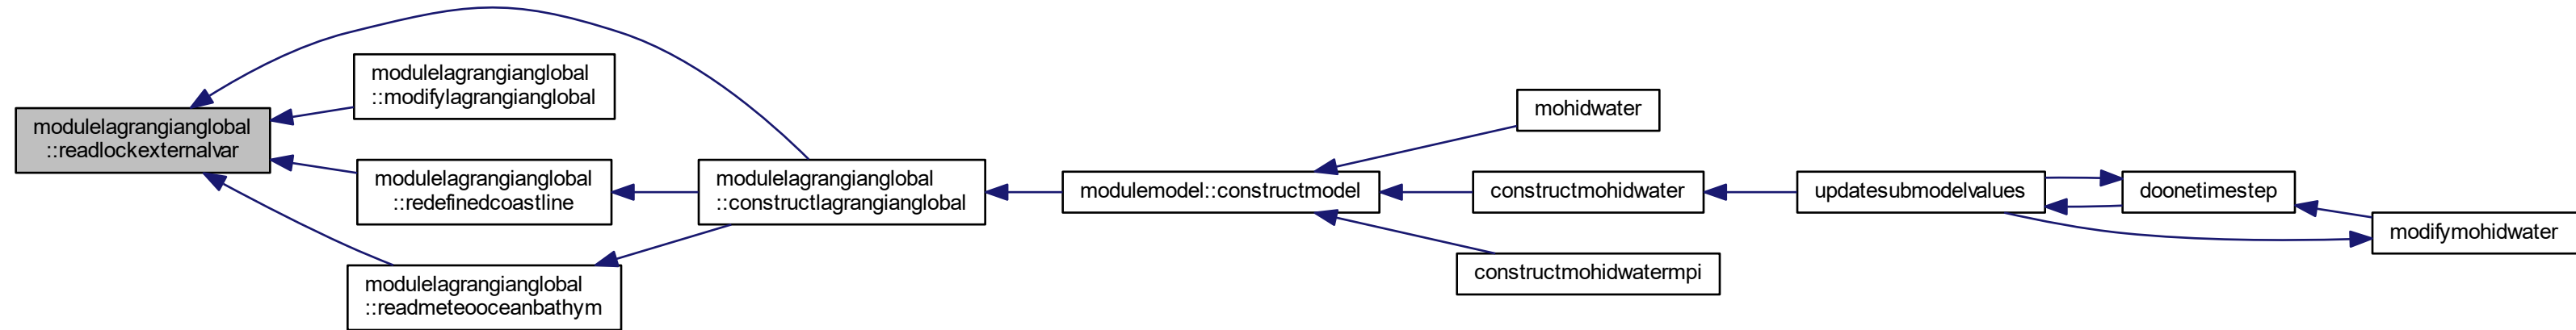 modulelagrangianglobal
::readlockexternalvar
modulelagrangianglobal
::modifylagrangianglobal
modulelagrangianglobal
::redefinedcoastline
modulelagrangianglobal
::readmeteooceanbathym
modulelagrangianglobal
::constructlagrangianglobal
modulemodel::constructmodel
mohidwater
constructmohidwater
constructmohidwatermpi
updatesubmodelvalues
doonetimestep
modifymohidwater